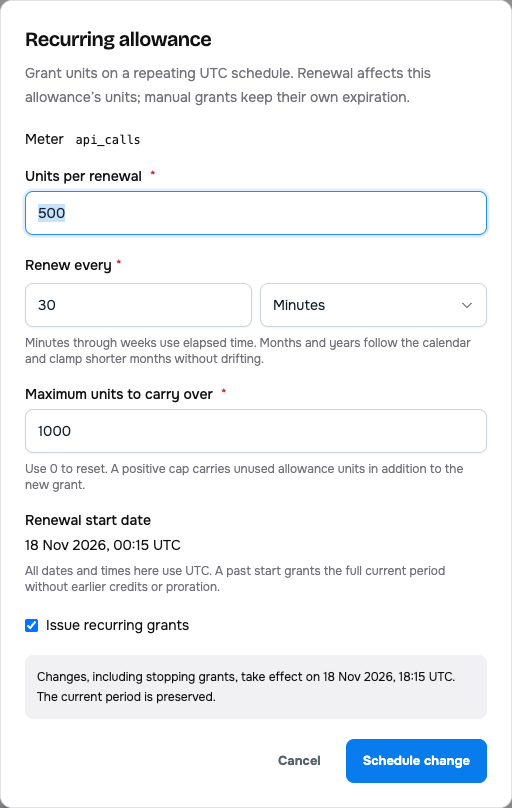 Recurring allowance
Grant units on a repeating UTC schedule. Renewal affects this
allowance’s units; manual grants keep their own expiration.
Meter api_calls
Units per renewal *
500
Renew every *
30 Minutes
Minutes through weeks use elapsed time. Months and years follow the calendar
and clamp shorter months without drifting.
Maximum units to carry over *
1000
Use 0 to reset. A positive cap carries unused allowance units in addition to the
new grant.
Renewal start date
18 Nov 2026, 00:15 UTC
All dates and times here use UTC. A past start grants the full current period
without earlier credits or proration.
Issue recurring grants
Changes, including stopping grants, take effect on 18 Nov 2026, 18:15 UTC.
The current period is preserved.
Cancel Schedule change